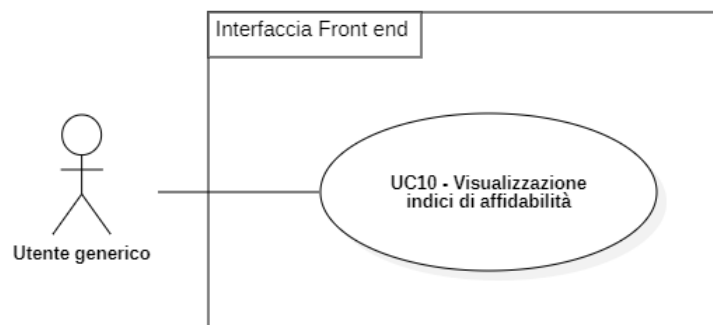 Interfaccia Front end
UC10 - Visualizzazione
indici di affidabilità
Utente generico